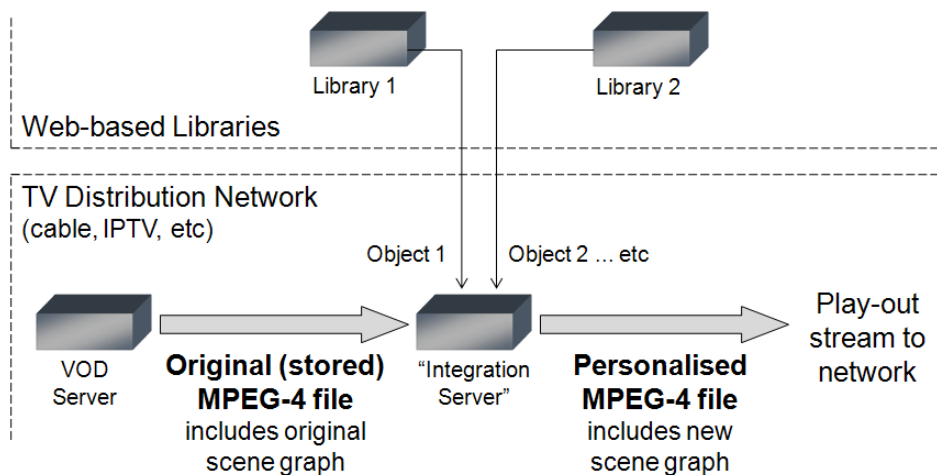 Library 1
Library 2
Web-based Libraries
TV Distribution Network
(cable, IPTV, etc)
Object 1
Object 2 ... etc
VOD
Server
Original (stored)
MPEG-4 file
includes original
scene graph
“Integration
Server”
Personalised
MPEG-4 file
includes new
scene graph
Play-out
stream to
network